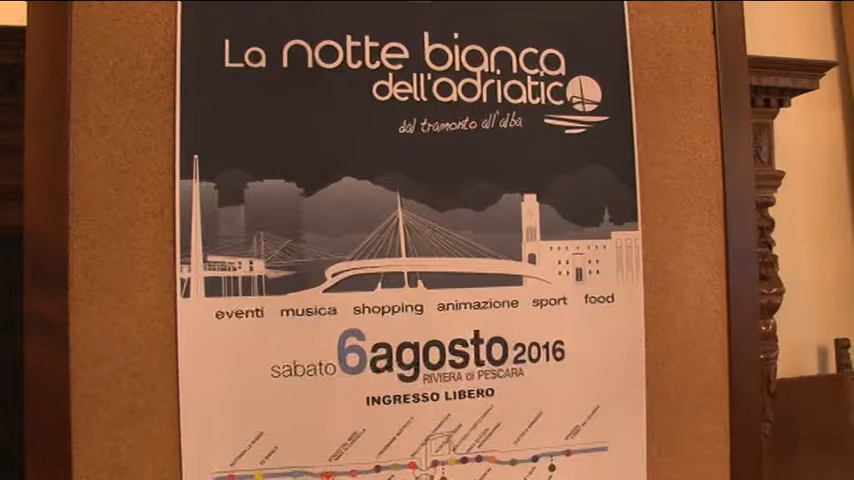 La notte bianca
dell'adriatico
dal tramonto all'alba
eventi musica shopping animazione sport food
sabato 6 agosto 2016
RIVIERA di PESCARA
INGRESSO LIBERO